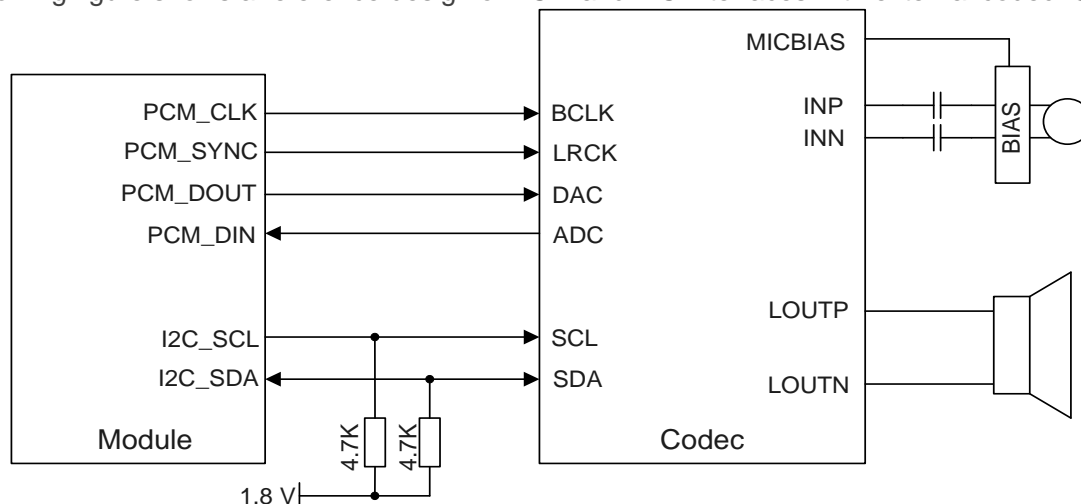 MICBIAS
PCM_CLK
BCLK
INP
PCM_SYNC
LRCK
INN
BIAS
PCM_DOUT
DAC
PCM_DIN
ADC
LOUTP
I2C_SCL
SCL
I2C_SDA
SDA
LOUTN
4.7K
4.7K
Module
Codec
1.8 V